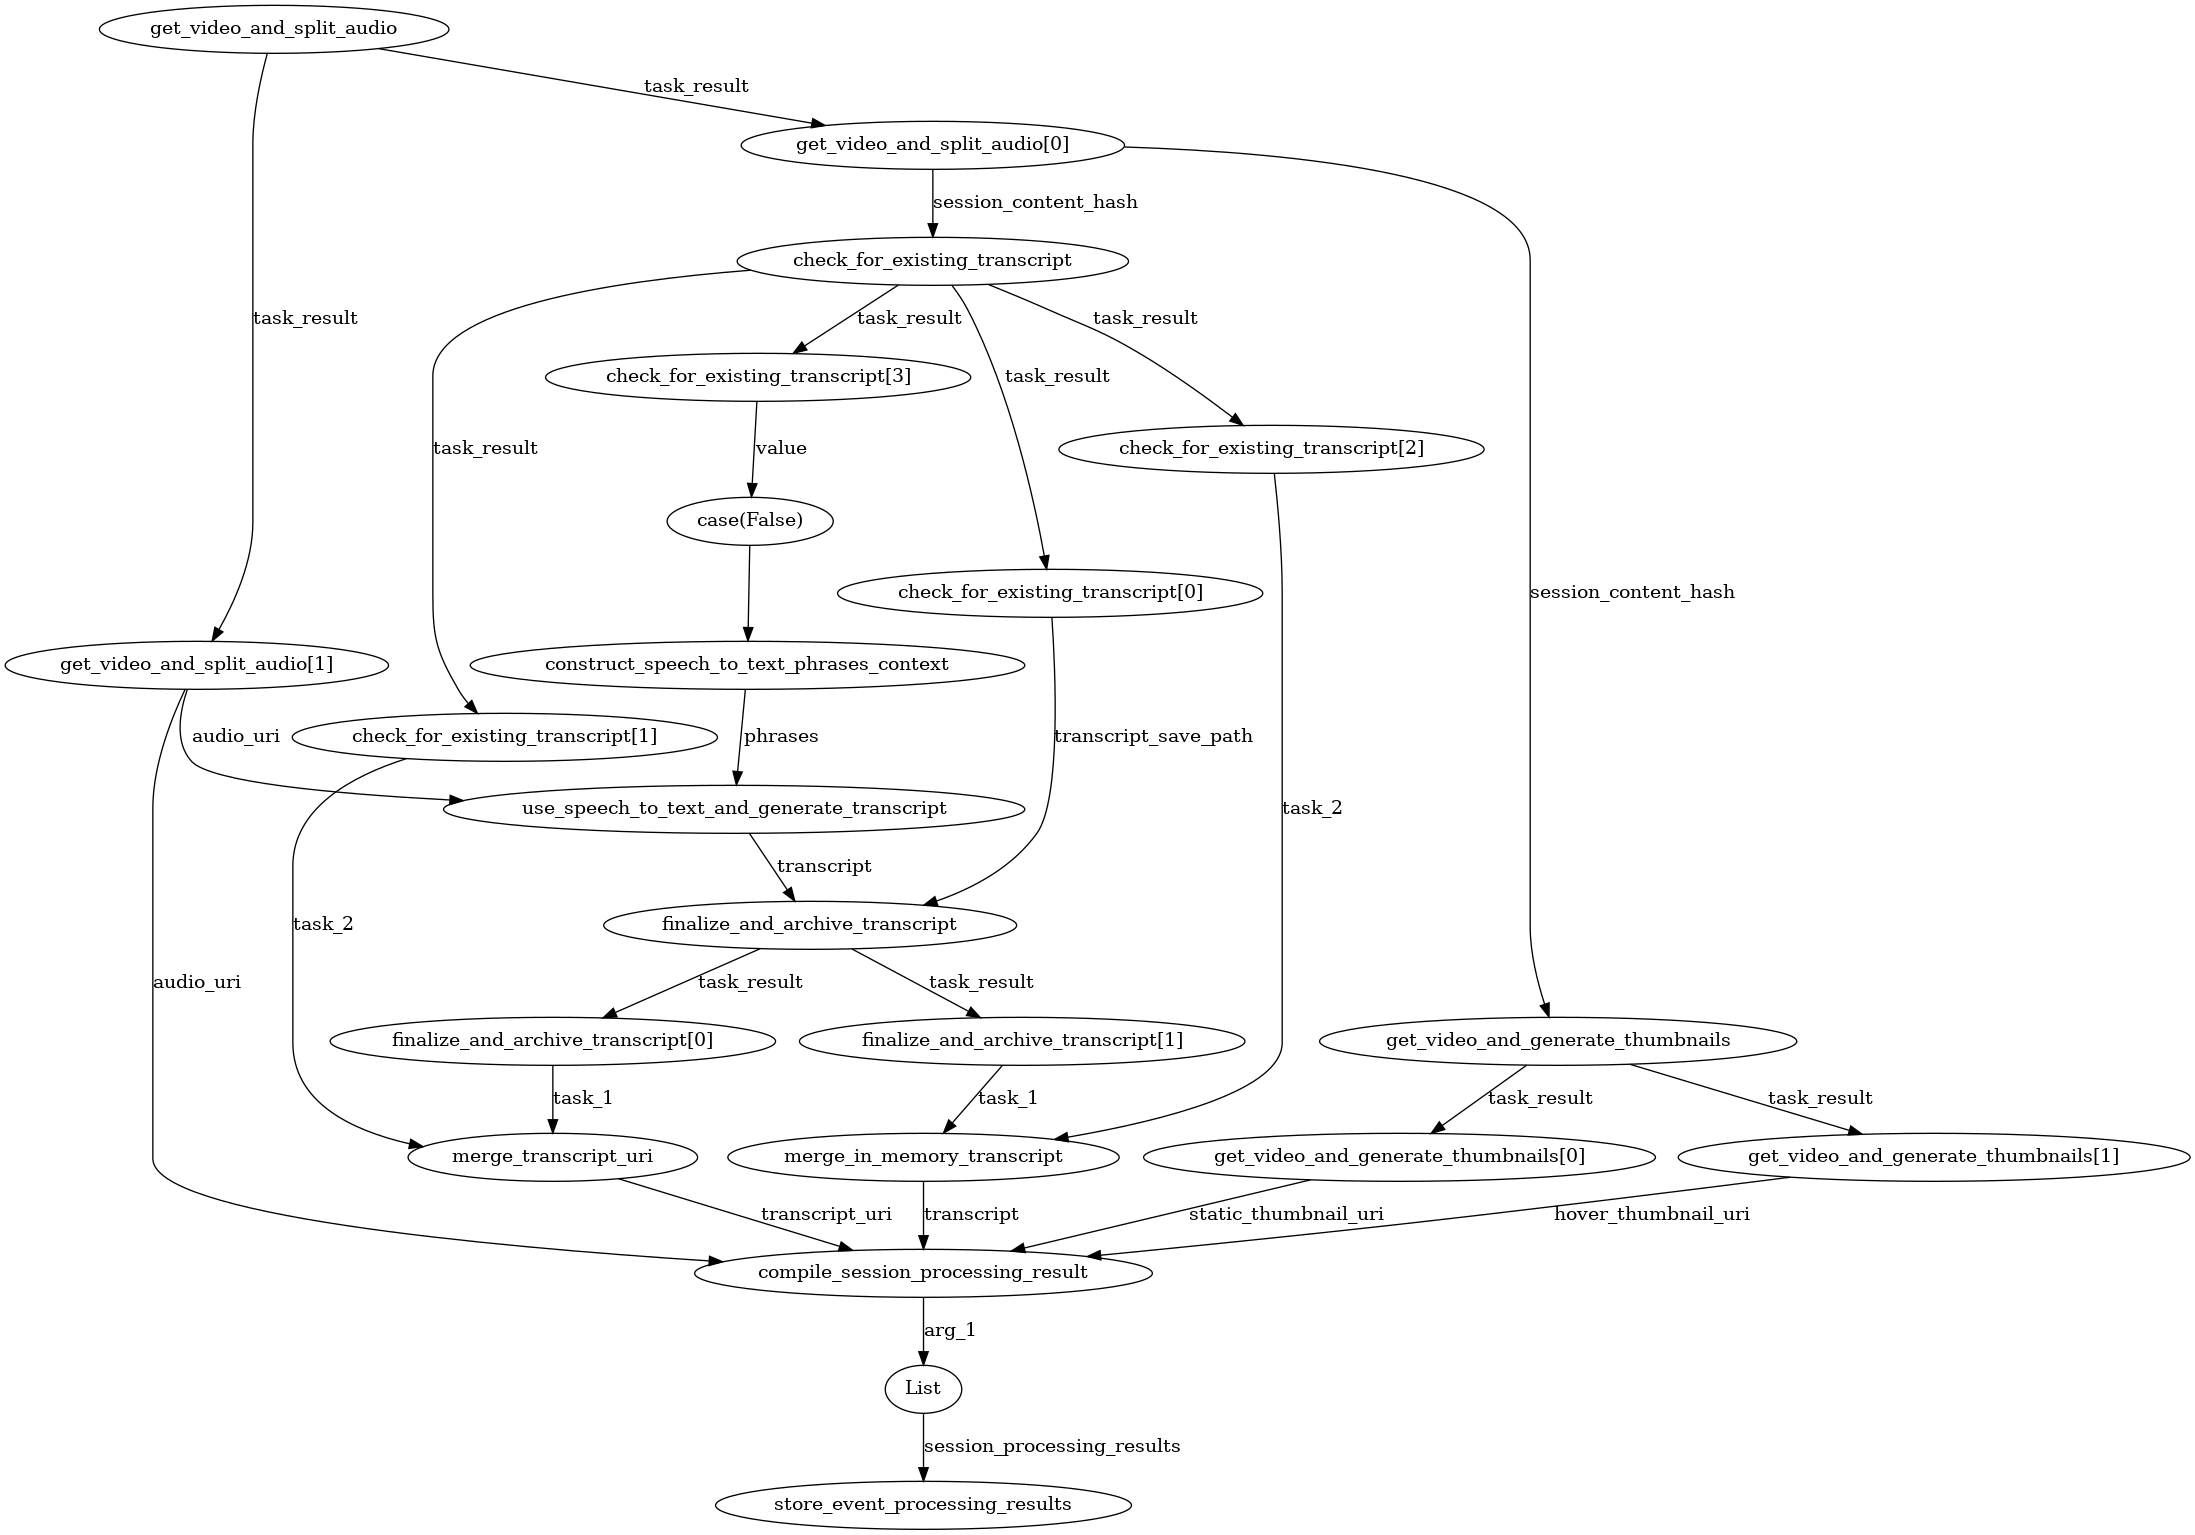 get_video_and_split_audio
task_result
get_video_and_split_audio[0]
session_content_hash
check_for_existing_transcript
task_result
task_result
task_result
check_for_existing_transcript[3]
task_result
check_for_existing_transcript[2]
task_result
value
case(False)
check_for_existing_transcript[0]
session_content_hash
get_video_and_split_audio[1]
construct_speech_to_text_phrases_context
audio_uri
check_for_existing_transcript[1]
phrases
transcript_save_path
use_speech_to_text_and_generate_transcript
task_2
transcript
task_2
finalize_and_archive_transcript
audio_uri
task_result
task_result
finalize_and_archive_transcript[0]
finalize_and_archive_transcript[1]
get_video_and_generate_thumbnails
task_1
task_1
task_result
task_result
merge_transcript_uri
merge_in_memory_transcript
get_video_and_generate_thumbnails[0]
get_video_and_generate_thumbnails[1]
transcript_uri
transcript
static_thumbnail_uri
hover_thumbnail_uri
compile_session_processing_result
arg_1
List
session_processing_results
store_event_processing_results